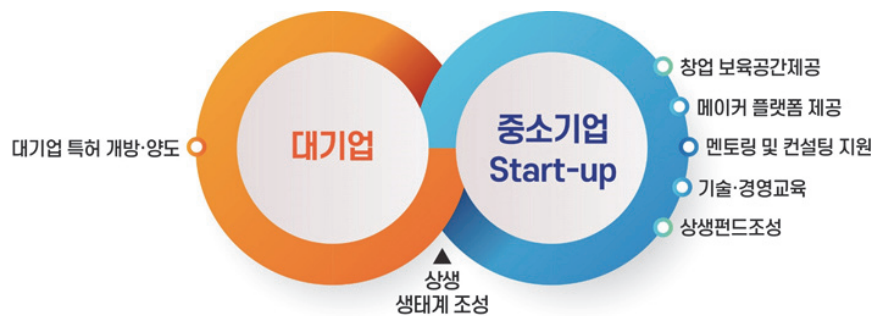 대기업 특허 개방·양도
대기업
중소기업
Start-up
창업 보육공간제공
메이커 플랫폼 제공
멘토링 및 컨설팅 지원
기술·경영교육
상생펀드조성
상생
생태계 조성